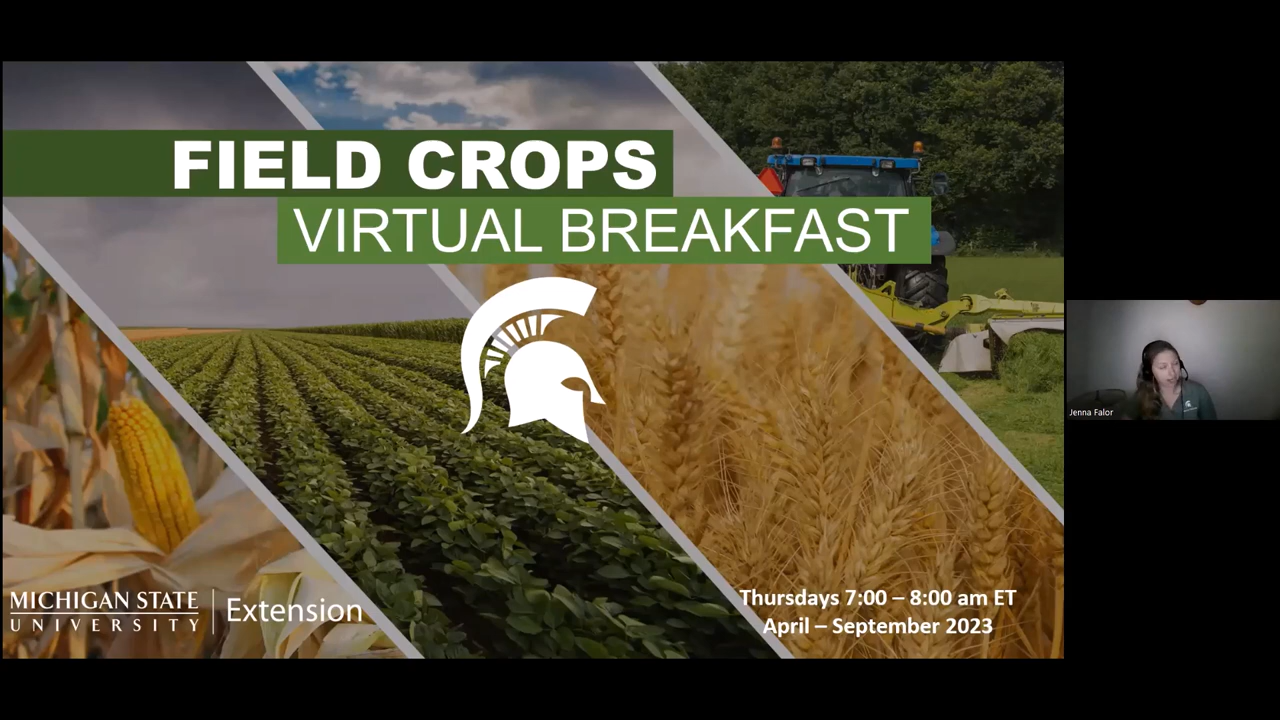 FIELD CROPS
VIRTUAL BREAKFAST
MICHIGAN STATE
UNIVERSITY
Extension
Thursdays 7:00 – 8:00 am ET
April – September 2023
Jenna Falor